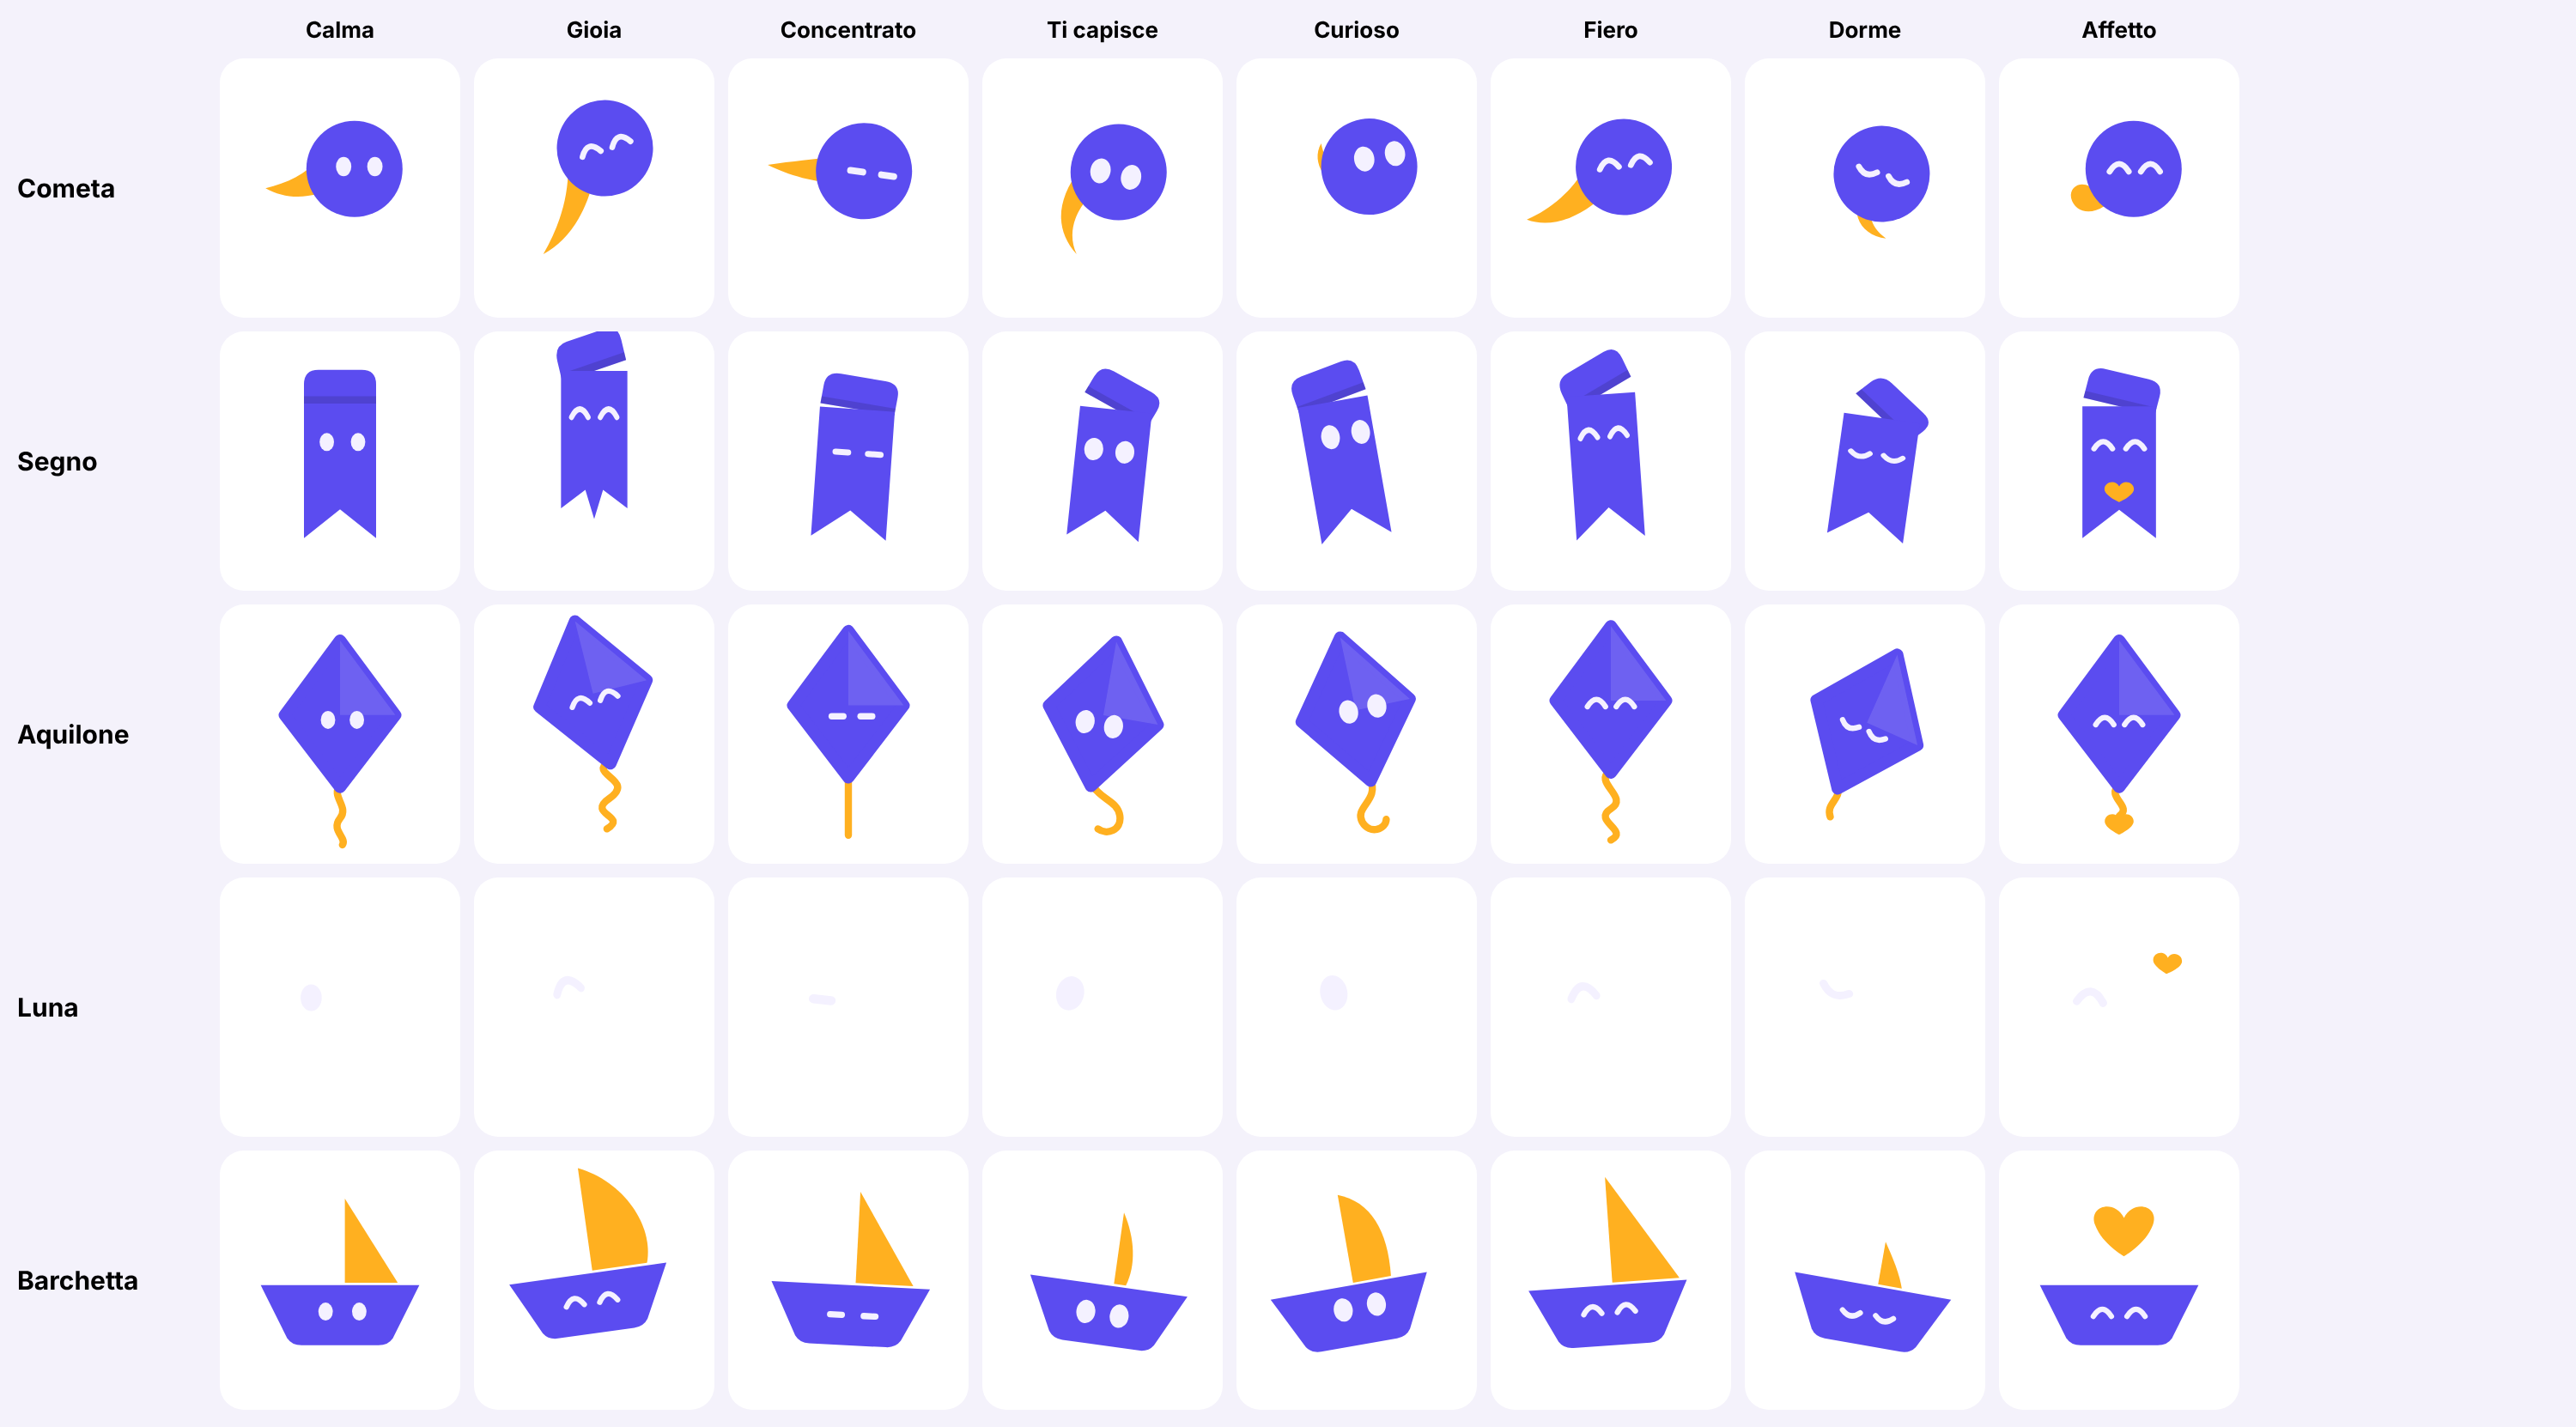 Calma Gioia Concentrato Ti capisce Curioso Fiero Dorme Affetto
Cometa
Segno
Aquilone
Luna
Barchetta